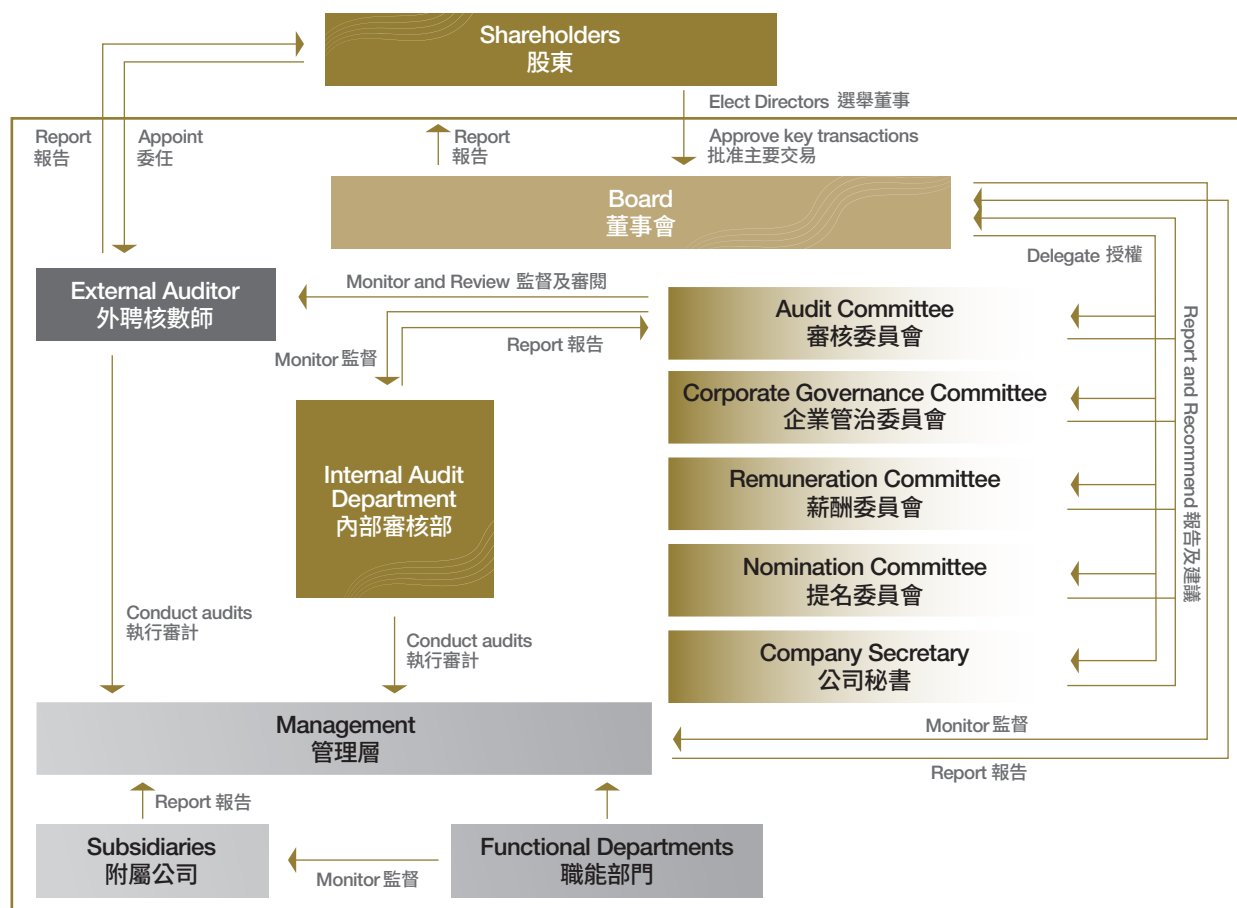 Shareholders
股東
Elect Directors 選舉董事
Report
報告
Appoint
委任
Report
報告
Approve key transactions
批准主要交易
Board
董事會
Delegate 授權
External Auditor
外聘核數師
Monitor and Review 監督及審閱
Audit Committee
審核委員會
Monitor 監督
Report 報告
Report and Recommend 報告及建議
Corporate Governance Committee
企業管治委員會
Internal Audit
Department
內部審核部
Remuneration Committee
薪酬委員會
Nomination Committee
提名委員會
Conduct audits
執行審計
Conduct audits
執行審計
Company Secretary
公司秘書
Management
管理層
Monitor 監督
Report 報告
Report 報告
Subsidiaries
附屬公司
Monitor 監督
Functional Departments
職能部門